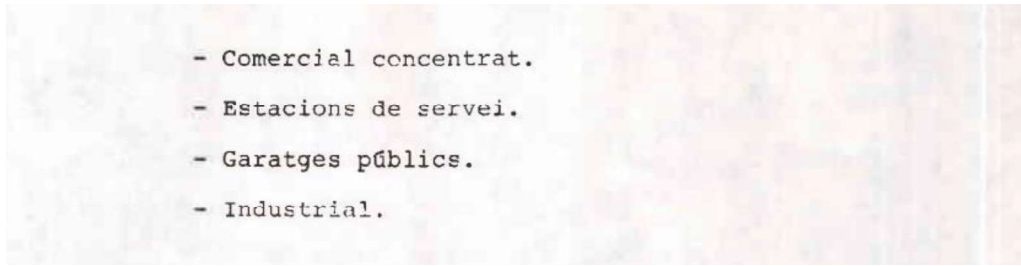 - Comercial concentrat.
- Estacions de servei.
- Garatges públics.
- Industrial.